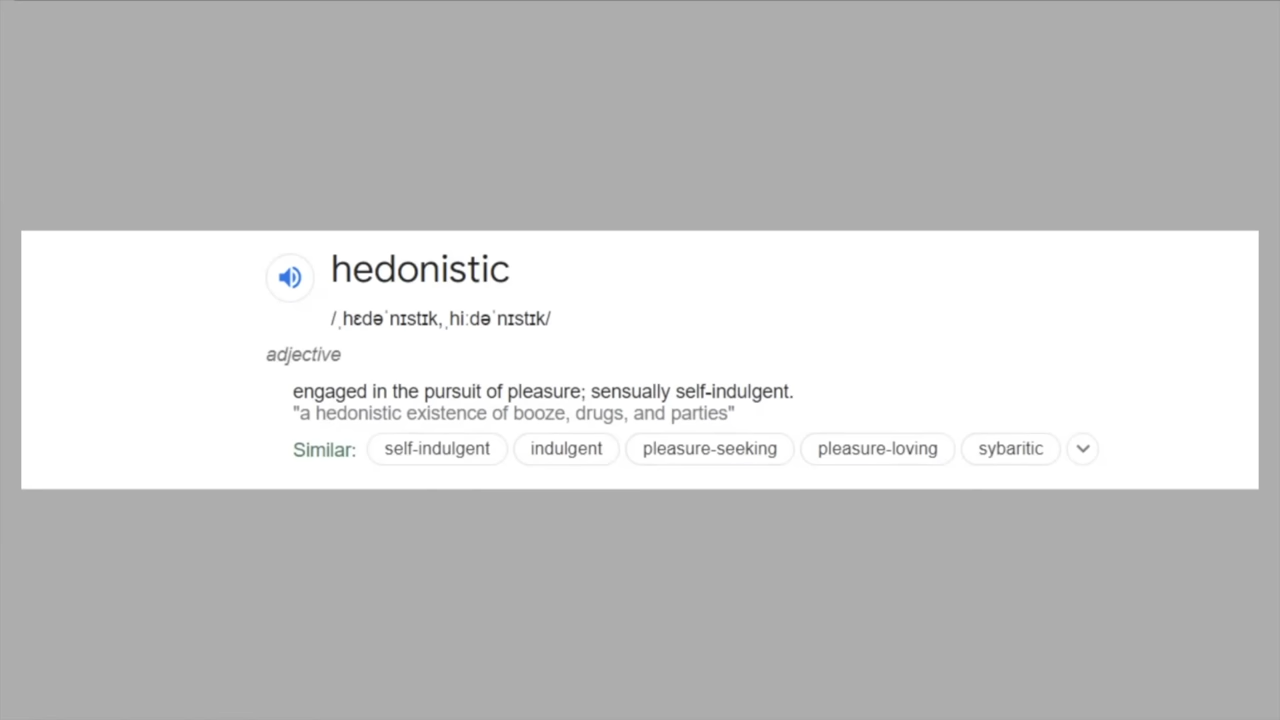 hedonistic
/ˌhɛdəˈnɪstɪk,ˌhiːdəˈnɪstɪk/
adjective
engaged in the pursuit of pleasure; sensually self-indulgent.
"a hedonistic existence of booze, drugs, and parties"
Similar: self-indulgent indulgent pleasure-seeking pleasure-loving sybaritic